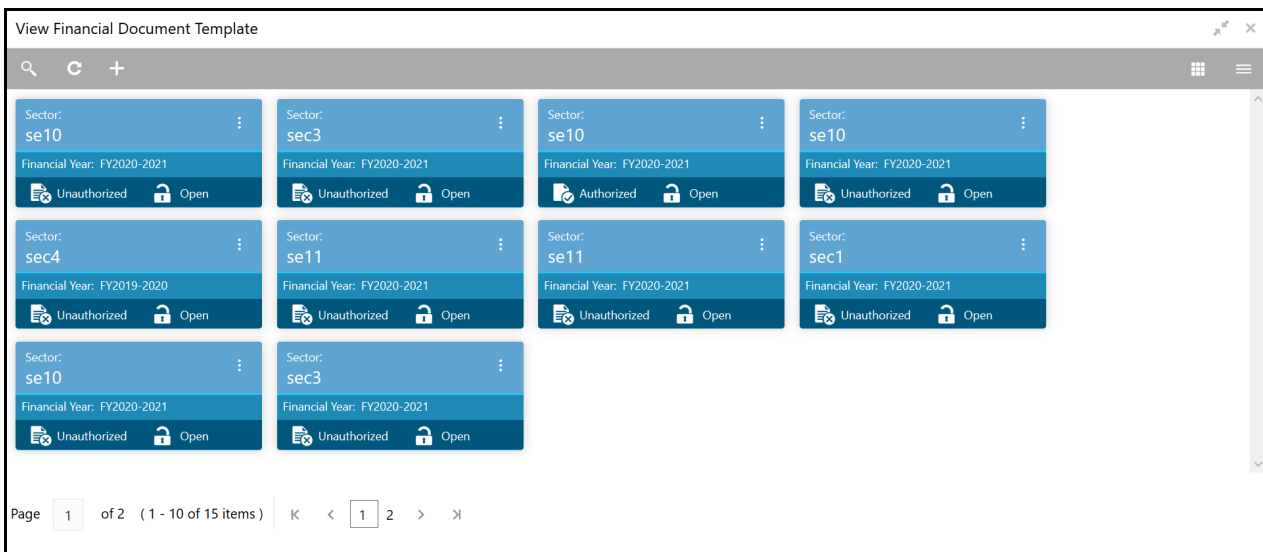 View Financial Document Template
Sector: Sector: Sector: Sector:
se10 sec3 se10 se10
Financial Year: FY2020-2021 Financial Year: FY2020-2021 Financial Year: FY2020-2021 Financial Year: FY2020-2021
Unauthorized Open Unauthorized Open Authorized Open Unauthorized Open
Sector: Sector: Sector: Sector:
sec4 se11 se11 sec1
Financial Year: FY2019-2020 Financial Year: FY2020-2021 Financial Year: FY2020-2021 Financial Year: FY2020-2021
Unauthorized Open Unauthorized Open Unauthorized Open Unauthorized Open
Sector: Sector:
se10 sec3
Financial Year: FY2020-2021 Financial Year: FY2020-2021
Unauthorized Open Unauthorized Open
Page 1 of 2 ( 1 - 10 of 15 items ) 1 2